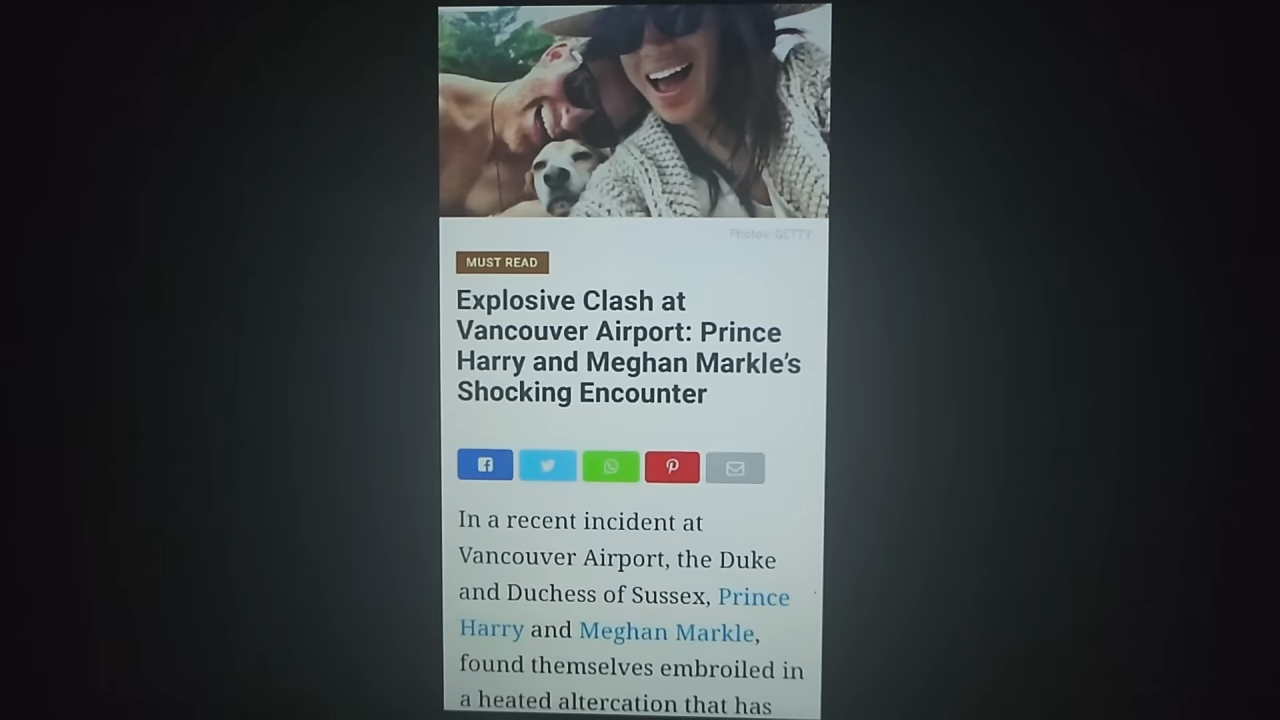 Photos: GETTY
MUST READ
Explosive Clash at
Vancouver Airport: Prince
Harry and Meghan Markle’s
Shocking Encounter
In a recent incident at
Vancouver Airport, the Duke
and Duchess of Sussex, Prince
Harry and Meghan Markle,
found themselves embroiled in
a heated altercation that has